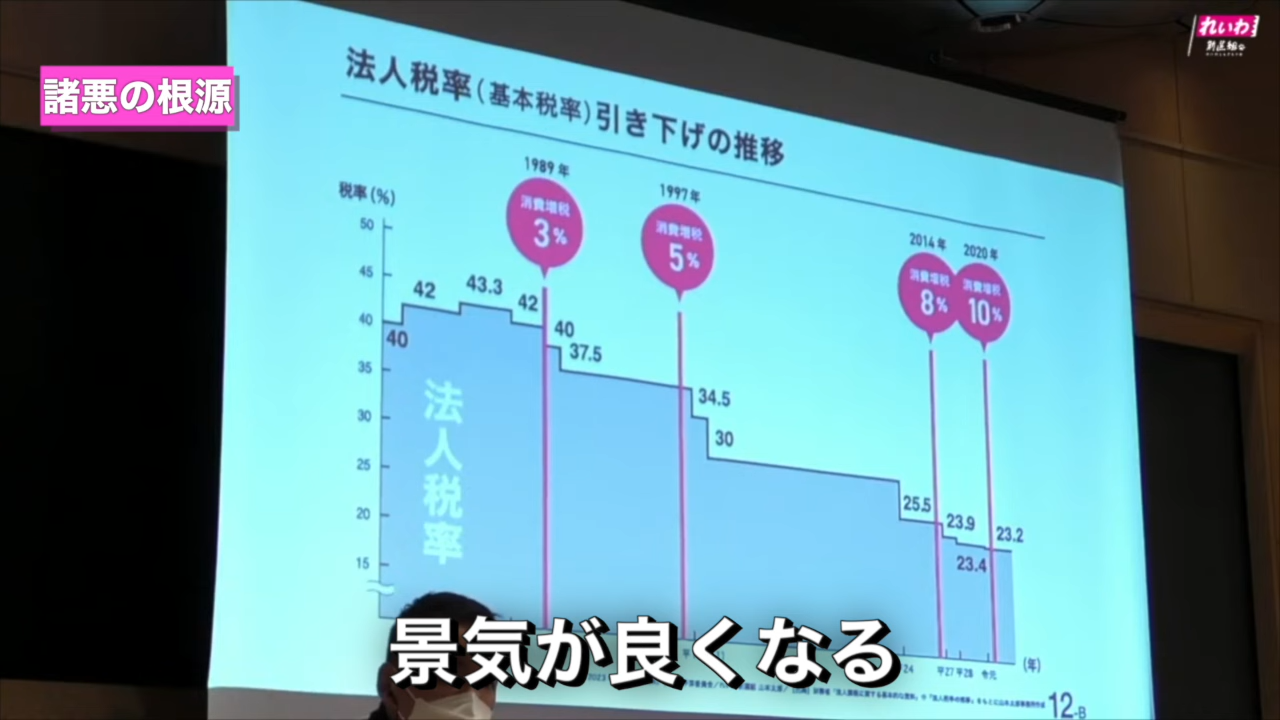 れいわ
新選組
諸悪の根源
法人税率(基本税率)引き下げの推移
税率(%)
1989年
消費増税
3%
1997年
消費増税
5%
2014年
消費増税
8%
2020年
消費増税
10%
50
45
40
35
30
25
20
15
40
42
43.3
42
40
37.5
34.5
30
25.5
23.9
23.4
23.2
法人税率
24
平27
平28
令元
(年)
景気が良くなる
12-B